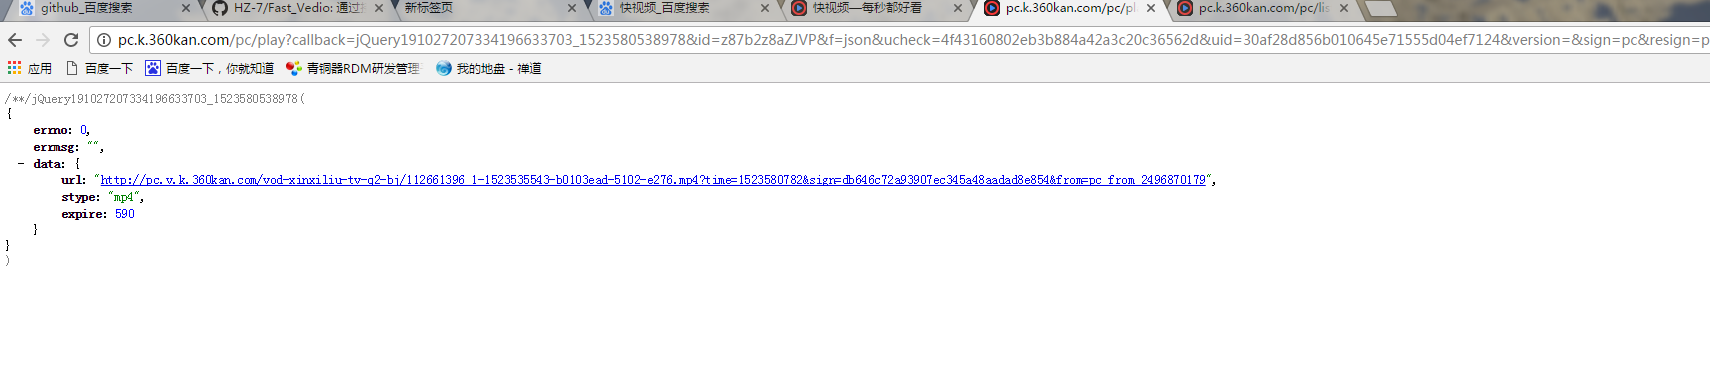 github_百度搜索
HZ-7/Fast_Vedio: 通过
新标签页
快视频_百度搜索
快视频—每秒都好看
pc.k.360kan.com/pc/pl
pc.k.360kan.com/pc/lis
pc.k.360kan.com/pc/play?callback=jQuery191027207334196633703_1523580538978&id=z87b2z8aZJVP&f=json&ucheck=4f43160802eb3b884a42a3c20c36562d&uid=30af28d856b010645e71555d04ef7124&version=&sign=pc&resign=p
应用
百度一下
百度一下，你就知道
青铜器RDM研发管理
我的地盘 - 禅道
/**/jQuery191027207334196633703_1523580538978(
{
errno: 0,
errmsg: "",
- data: {
url: "http://pc.v.k.360kan.com/vod-xinxiliu-tv-q2-bj/112661396_1-1523535543-b0103ead-5102-e276.mp4?time=1523580782&sign=db646c72a93907ec345a48aadad8e854&from=pc_from_2496870179",
stype: "mp4",
expire: 590
}
}
)